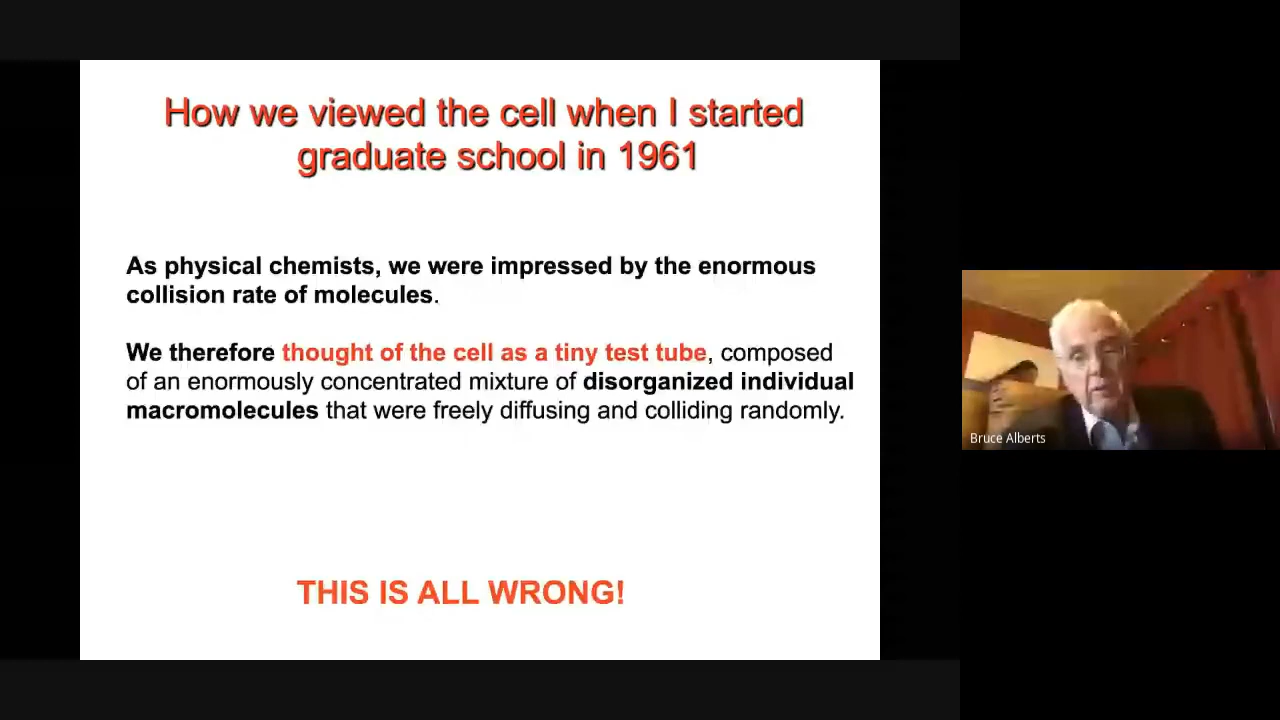 How we viewed the cell when I started
graduate school in 1961
As physical chemists, we were impressed by the enormous
collision rate of molecules.
We therefore thought of the cell as a tiny test tube, composed
of an enormously concentrated mixture of disorganized individual
macromolecules that were freely diffusing and colliding randomly.
THIS IS ALL WRONG!
Bruce Alberts